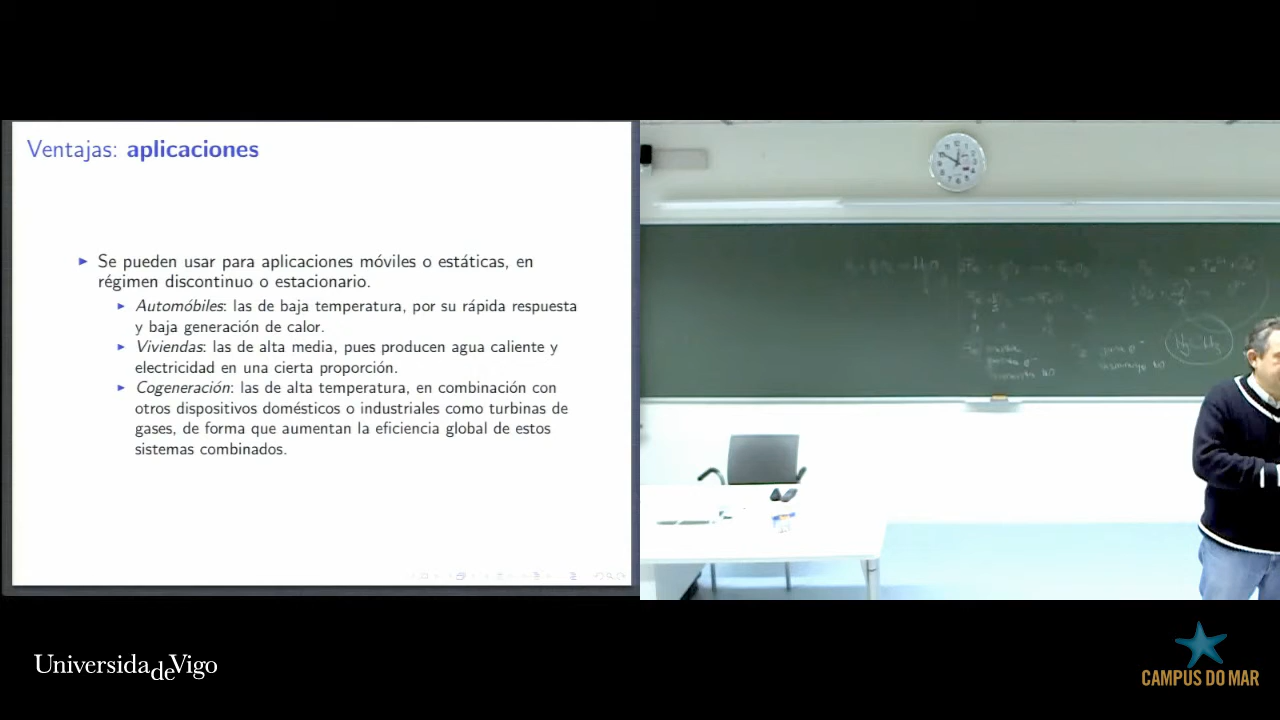 Ventajas: aplicaciones
Se pueden usar para aplicaciones móviles o estáticas, en
régimen discontinuo o estacionario.
Automóbiles: las de baja temperatura, por su rápida respuesta
y baja generación de calor.
Viviendas: las de alta media, pues producen agua caliente y
electricidad en una cierta proporción.
Cogeneración: las de alta temperatura, en combinación con
otros dispositivos domésticos o industriales como turbinas de
gases, de forma que aumentan la eficiencia global de estos
sistemas combinados.
Universidade Vigo
CAMPUS DO MAR